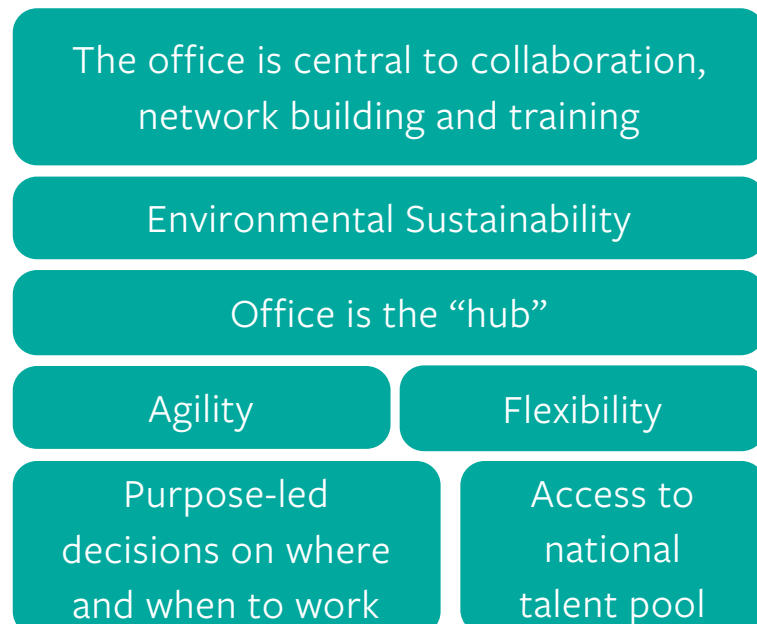 The office is central to collaboration,
network building and training
Environmental Sustainability
Office is the “hub”
Agility
Flexibility
Purpose-led
decisions on where
and when to work
Access to
national
talent pool